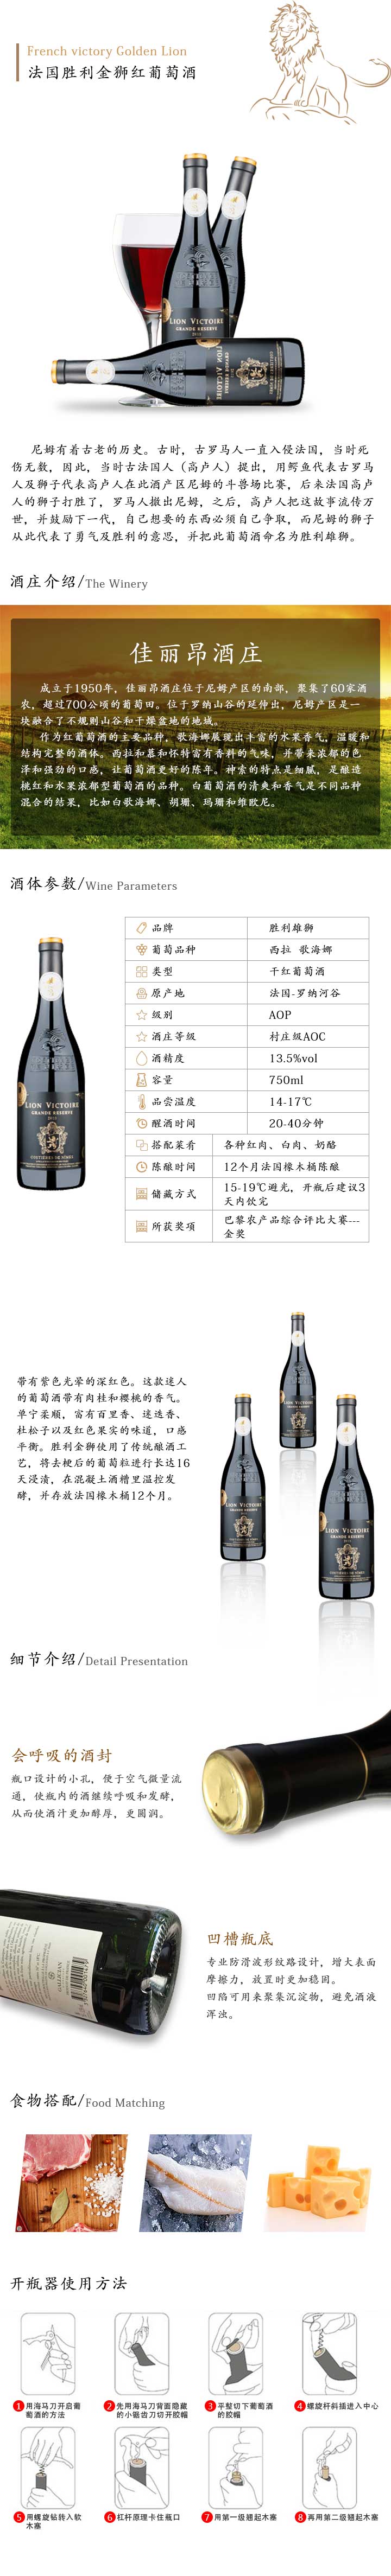 French victory Golden Lion
法国胜利金狮红葡萄酒
LION VICTOIRE
GRANDE RESERVE
LION VICTOIRE
GRANDE RESERVE
尼姆有着古老的历史。古时，古罗马人一直入侵法国，当时死
伤无数，因此，当时古法国人（高卢人）提出，用鳄鱼代表古罗马
人及狮子代表高卢人在此酒产区尼姆的斗兽场比赛，后来法国高卢
人的狮子打胜了，罗马人撤出尼姆，之后，高卢人把这故事流传万
世，并鼓励下一代，自己想要的东西必须自己争取，而尼姆的狮子
从此代表了勇气及胜利的意思，并把此葡萄酒命名为胜利雄狮。
酒庄介绍/The Winery
佳丽昂酒庄
成立于1950年，佳丽昂酒庄位于尼姆产区的南部，聚集了60家酒
农，超过700公顷的葡萄田。位于罗纳山谷的延伸出，尼姆产区是一
块融合了不规则山谷和干燥盆地的地域。
作为红葡萄酒的主要品种，歌海娜展现出丰富的水果香气，温暖和
结构完整的酒体。西拉和慕和怀特富有香料的气味，并带来浓郁的色
泽和强劲的口感，让葡萄酒更好的陈年。神索的特点是细腻，是酿造
桃红和水果浓郁型葡萄酒的品种。白葡萄酒的清爽和香气是不同品种
混合的结果，比如白歌海娜、胡珊、玛珊和维欧尼。
酒体参数/Wine Parameters
品牌 胜利雄狮
葡萄品种 西拉 歌海娜
类型 干红葡萄酒
原产地 法国-罗纳河谷
级别 AOP
酒庄等级 村庄级AOC
酒精度 13.5%vol
容量 750ml
品尝温度 14-17℃
醒酒时间 20-40分钟
搭配菜肴 各种红肉、白肉、奶酪
陈酿时间 12个月法国橡木桶陈酿
储藏方式 15-19℃避光，开瓶后建议3
天内饮完
所获奖项 巴黎农产品综合评比大赛---
金奖
LION VICTOIRE
GRANDE RESERVE
COSTIERES DE NIMES
带有紫色光晕的深红色。这款迷人
的葡萄酒带有肉桂和樱桃的香气。
单宁柔顺，富有百里香、迷迭香、
杜松子以及红色果实的味道，口感
平衡。胜利金狮使用了传统酿酒工
艺，将去梗后的葡萄粒进行长达16
天浸渍，在混凝土酒槽里温控发
酵，并存放法国橡木桶12个月。
LION VICTOIRE
LION VICTOIRE
GRANDE RESERVE
LION VICTOIRE
GRANDE RESERVE
细节介绍/Detail Presentation
会呼吸的酒封
瓶口设计的小孔，便于空气微量流
通，使瓶内的酒继续呼吸和发酵，
从而使酒汁更加醇厚，更圆润。
凹槽瓶底
专业防滑波形纹路设计，增大表面
摩擦力，放置时更加稳固。
凹陷可用来聚集沉淀物，避免酒液
浑浊。
食物搭配/Food Matching
开瓶器使用方法
1 用海马刀开启葡
萄酒的方法
2 先用海马刀背面隐藏
的小锯齿刀切开胶帽
3 平整切下葡萄酒
的胶帽
4 螺旋杆斜插进入中心
5 用螺旋钻转入软
木塞
6 杠杆原理卡住瓶口
7 用第一级翘起木塞
8 再用第二级翘起木塞